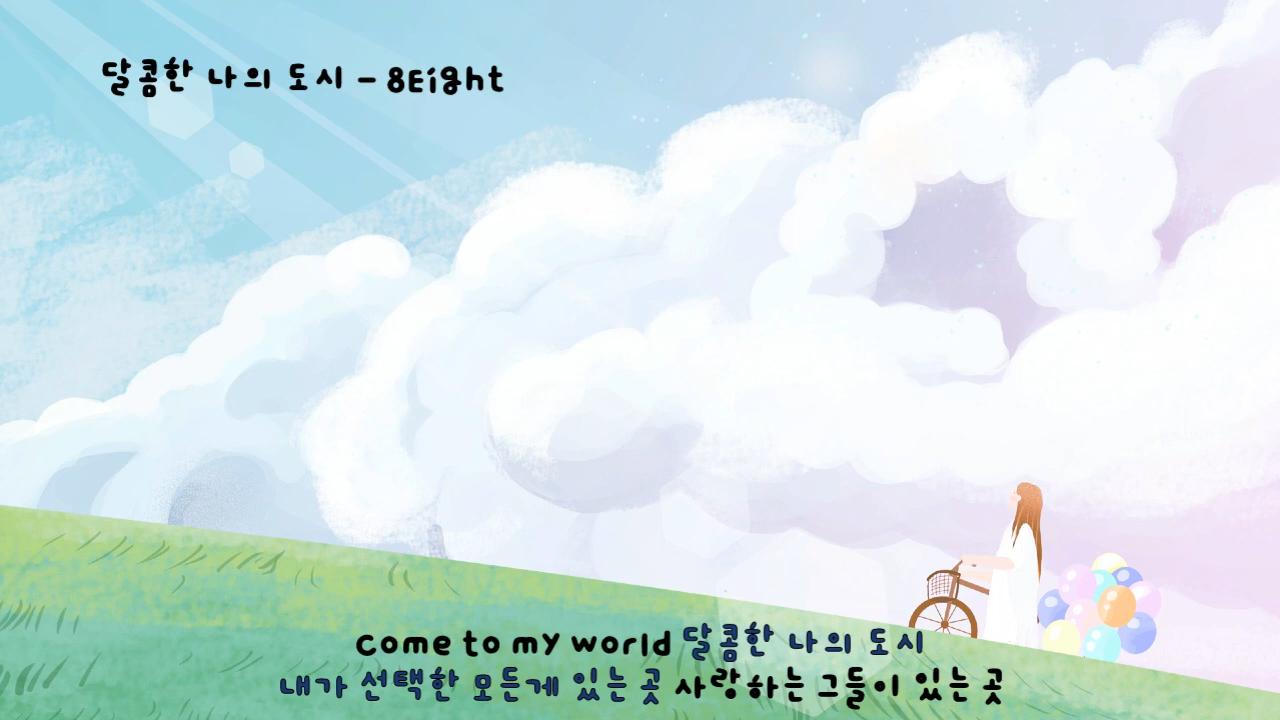 달콤한 나의 도시 - 8Eight
come to my world 달콤한 나의 도시
내가 선택한 모든게 있는 곳 사랑하는 그들이 있는 곳